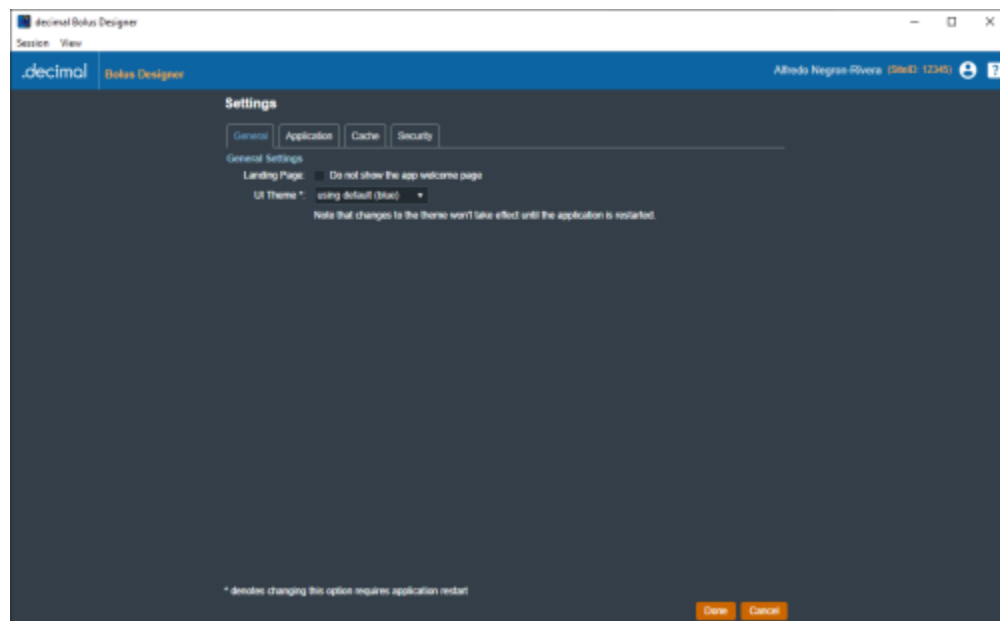 decimal Bolus Designer
Session View
.decimal Bolus Designer Alfredo Negron-Rivera (SiteID: 12345) ?
Settings
General Application Cache Security
General Settings
Landing Page: Do not show the app welcome page
UI Theme *: using default (blue)
Note that changes to the theme won't take effect until the application is restarted.
* denotes changing this option requires application restart
Done Cancel